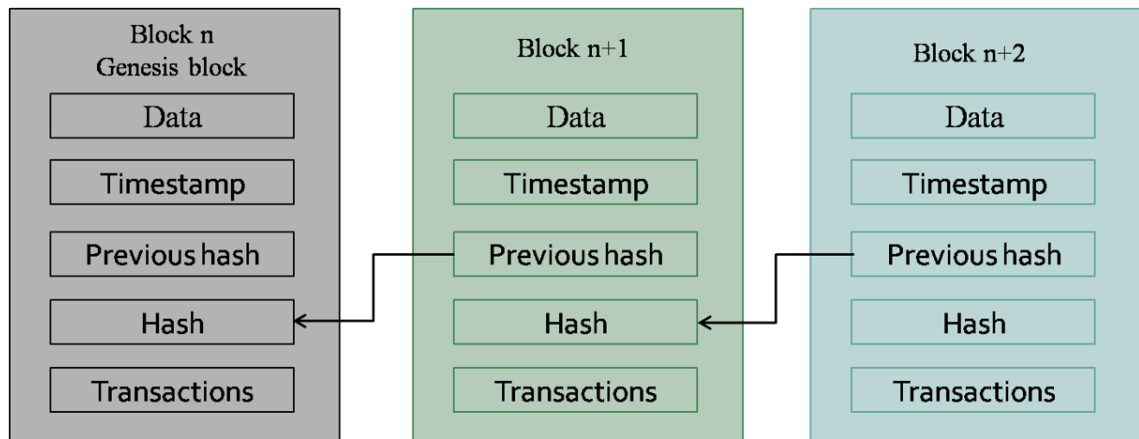 Block n
Genesis block
Data
Timestamp
Previous hash
Hash
Transactions
Block n+1
Data
Timestamp
Previous hash
Hash
Transactions
Block n+2
Data
Timestamp
Previous hash
Hash
Transactions